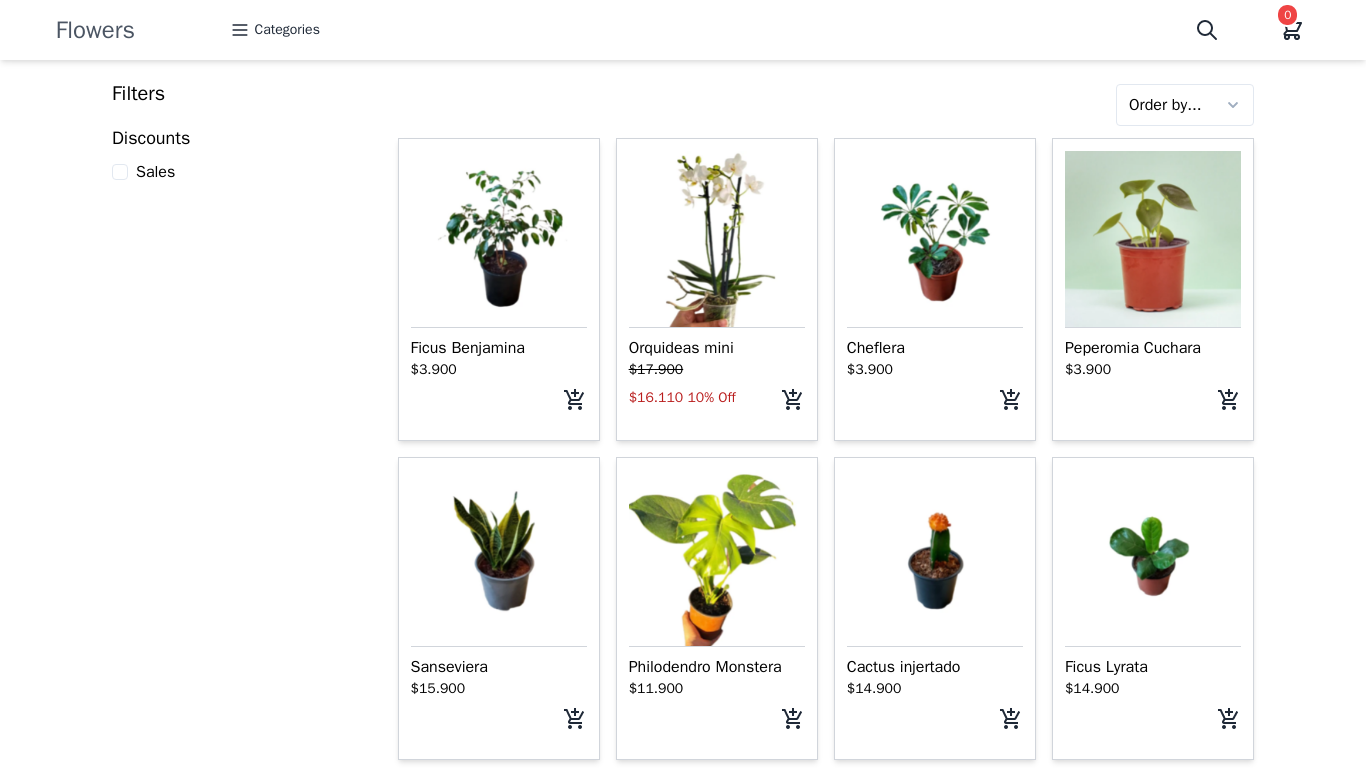 Flowers
Categories
0
Filters
Order by...
Discounts
Sales
Ficus Benjamina
$3.900
Orquideas mini
$17.900
$16.110 10% Off
Cheflera
$3.900
Peperomia Cuchara
$3.900
Sanseviera
$15.900
Philodendro Monstera
$11.900
Cactus injertado
$14.900
Ficus Lyrata
$14.900